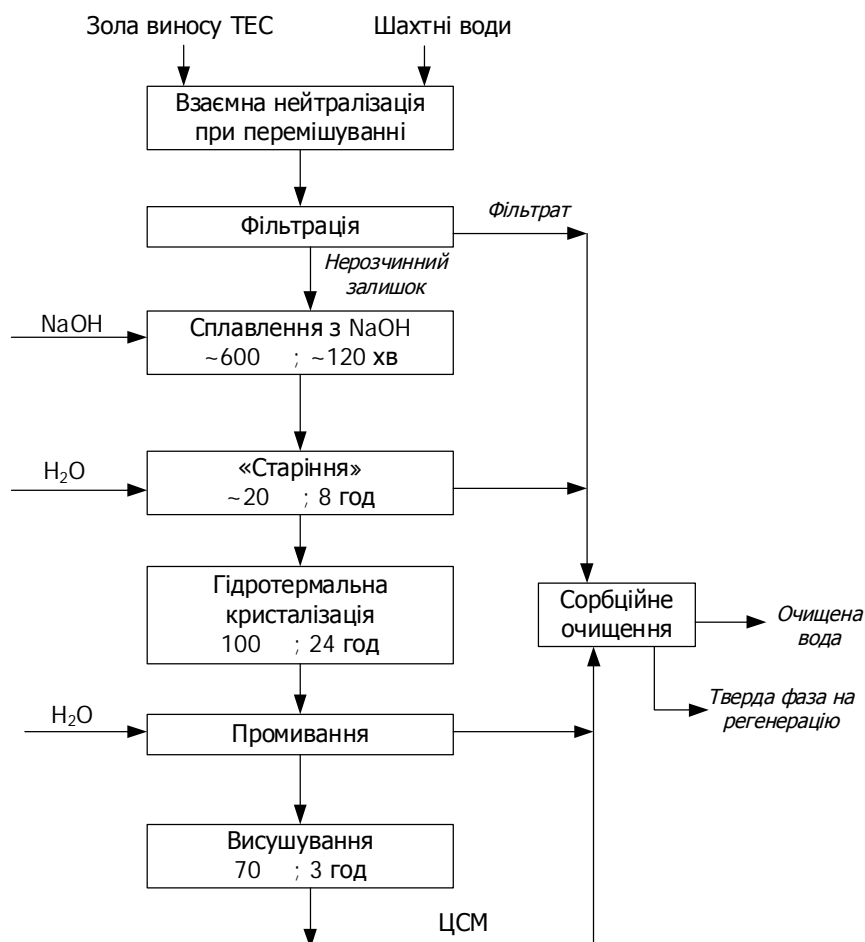 Зола виносу ТЕС
Шахтні води
Взаємна нейтралізація
при перемішуванні
Фільтрація
Фільтрат
Нерозчинний
залишок
NaOH
Сплавлення з NaOH
~600 ; ~120 хв
H₂O
«Старіння»
~20 ; 8 год
Гідротермальна
кристалізація
100 ; 24 год
Сорбційне
очищення
Очищена
вода
Тверда фаза на
регенерацію
H₂O
Промивання
Висушування
70 ; 3 год
ЦСМ